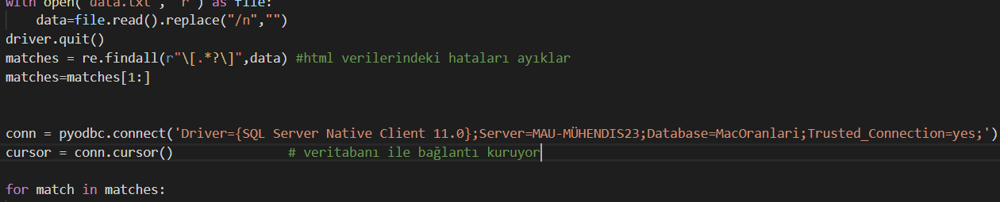 with open("data.txt", "r") as file:
    data=file.read().replace("/n","")
driver.quit()
matches = re.findall(r"\[.*?\]",data) #html verilerindeki hataları ayıklar
matches=matches[1:]
conn = pyodbc.connect('Driver={SQL Server Native Client 11.0};Server=MAU-MÜHENDIS23;Database=MacOranlari;Trusted_Connection=yes;')
cursor = conn.cursor()               # veritabanı ile bağlantı kuruyor
for match in matches: